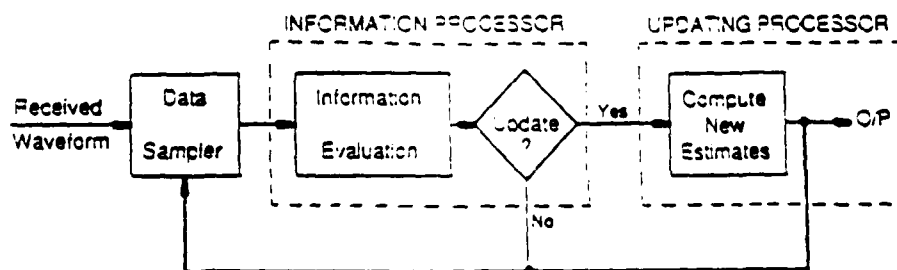 INFORMATION PROCESSOR
UPDATING PROCESSOR
Received
Waveform
Data
Sampler
Information
Evaluation
Update
?
Yes
No
Compute
New
Estimates
O/P